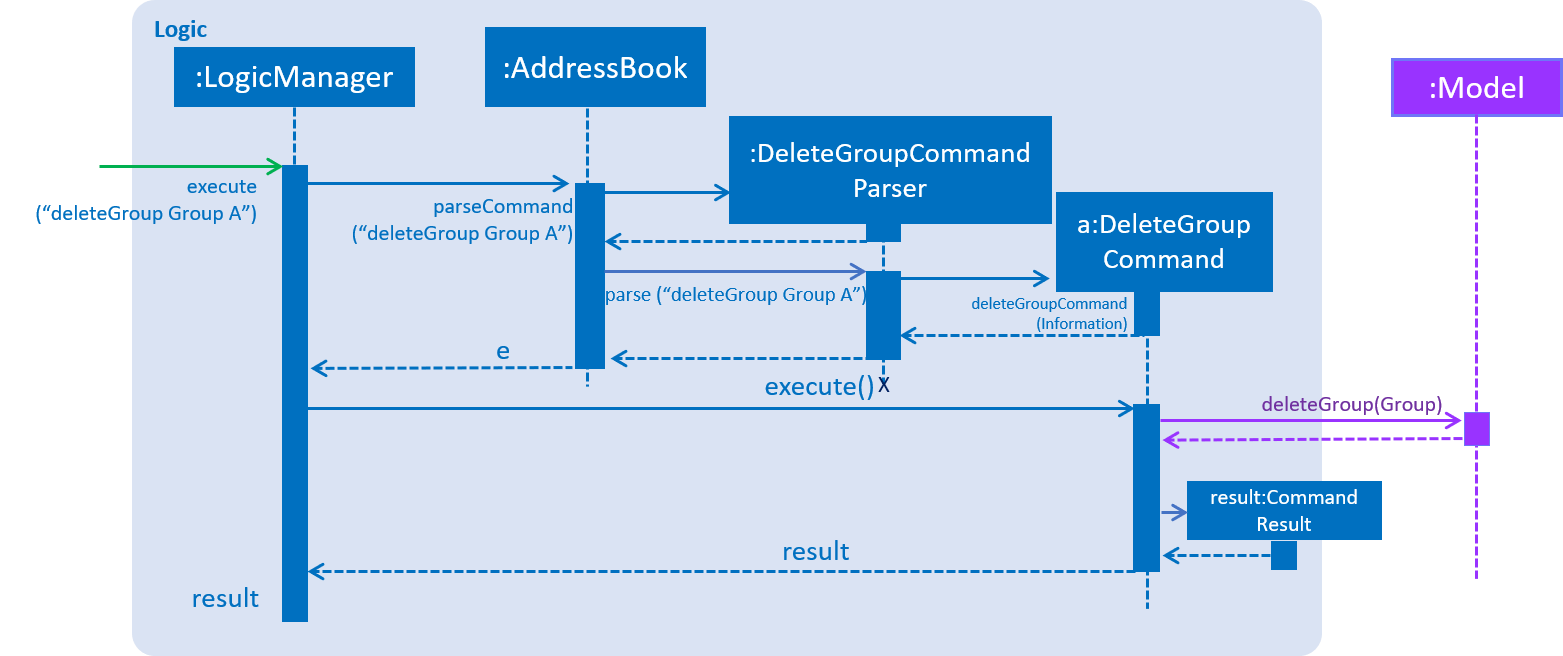 Logic
:LogicManager
:AddressBook
:Model
:DeleteGroupCommand
Parser
execute
(“deleteGroup Group A”)
parseCommand
(“deleteGroup Group A”)
a:DeleteGroup
Command
parse (“deleteGroup Group A”)
deleteGroupCommand
(Information)
e
execute()
X
deleteGroup(Group)
result:Command
Result
result
result